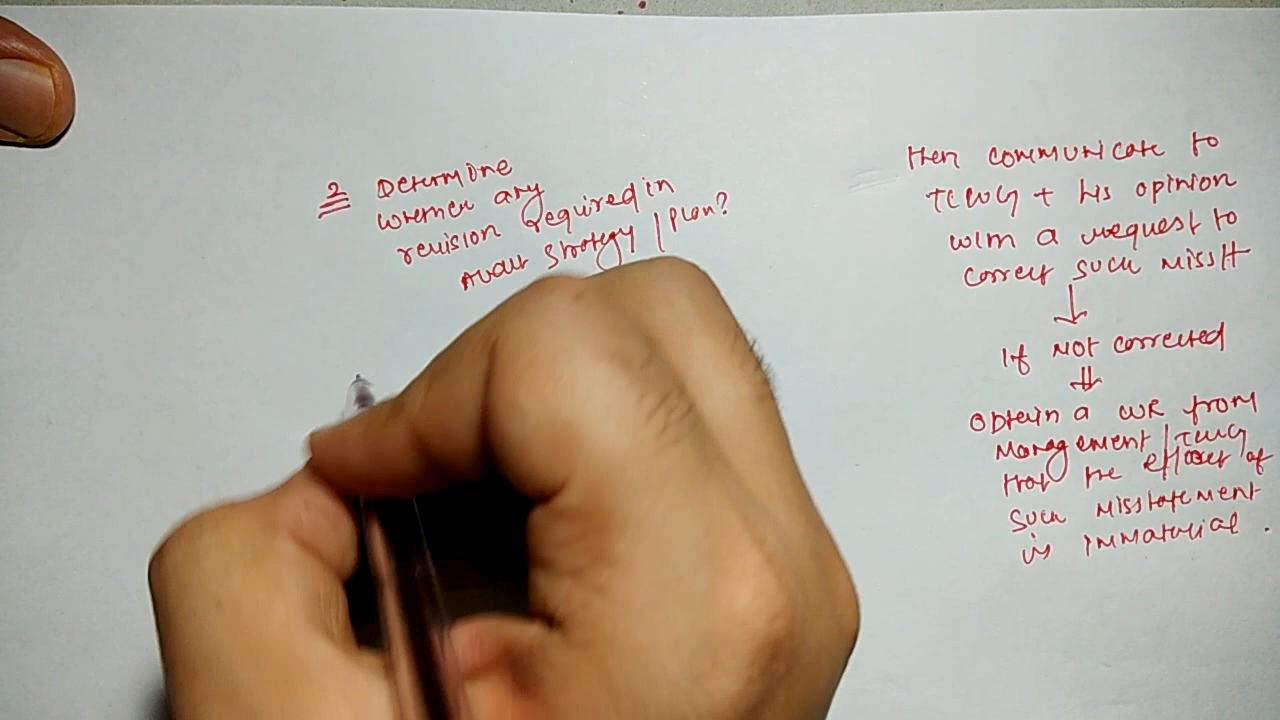 2 Determine
whether any
revision required in
Audit strategy / Plan?
then communicate to
TCWG + his opinion
with a request to
correct such misstt
If NOT corrected
Obtain a WR from
Management / TCWG
that the effect of
such misstatement
is immaterial.